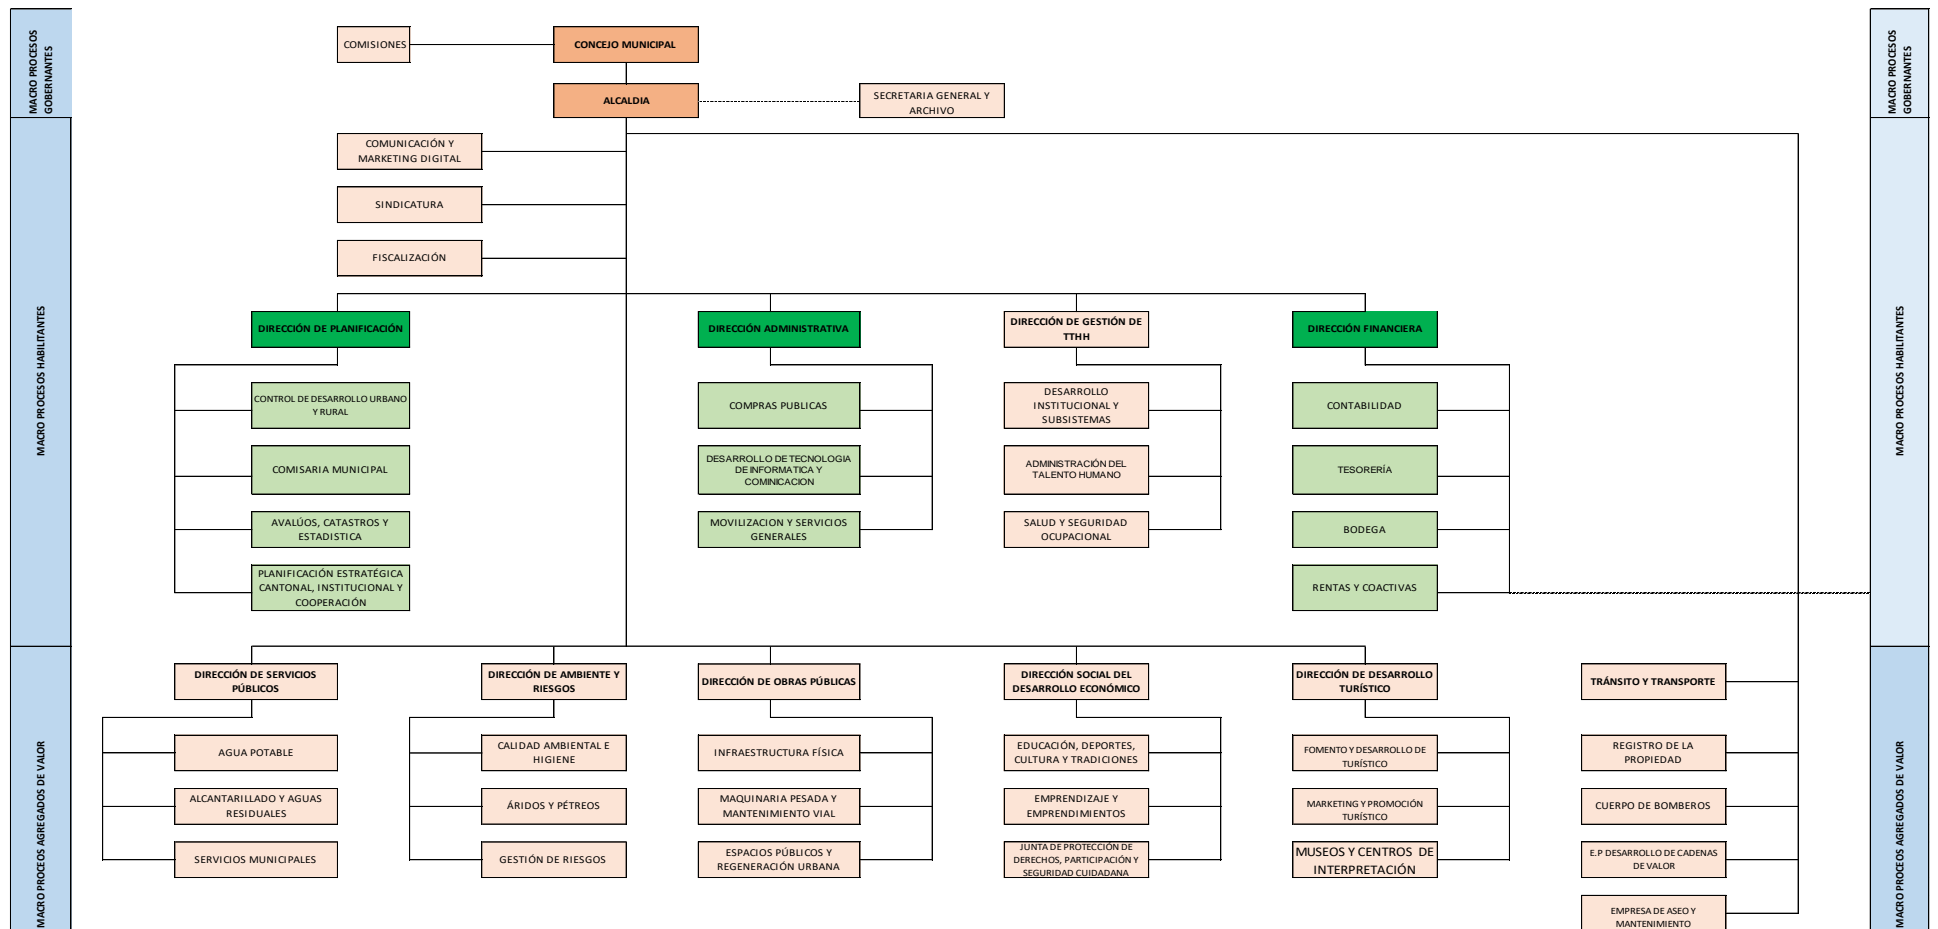 MACRO PROCESOS
GOBERNANTES
COMISIONES
CONCEJO MUNICIPAL
MACRO PROCESOS
GOBERNANTES
ALCALDIA
SECRETARIA GENERAL Y
ARCHIVO
MACRO PROCESOS HABILITANTES
COMUNICACIÓN Y
MARKETING DIGITAL
SINDICATURA
FISCALIZACIÓN
MACRO PROCESOS HABILITANTES
DIRECCIÓN DE PLANIFICACIÓN
DIRECCIÓN ADMINISTRATIVA
DIRECCIÓN DE GESTIÓN DE
TTHH
DIRECCIÓN FINANCIERA
CONTROL DE DESARROLLO URBANO
Y RURAL
COMPRAS PUBLICAS
DESARROLLO
INSTITUCIONAL Y
SUBSISTEMAS
CONTABILIDAD
COMISARIA MUNICIPAL
DESARROLLO DE TECNOLOGIA
DE INFORMATICA Y
COMINICACION
ADMINISTRACIÓN DEL
TALENTO HUMANO
TESORERÍA
AVALÚOS, CATASTROS Y
ESTADISTICA
MOVILIZACION Y SERVICIOS
GENERALES
SALUD Y SEGURIDAD
OCUPACIONAL
BODEGA
PLANIFICACIÓN ESTRATÉGICA
CANTONAL, INSTITUCIONAL Y
COOPERACIÓN
RENTAS Y COACTIVAS
MACRO PROCEOS AGREGADOS DE VALOR
DIRECCIÓN DE SERVICIOS
PÚBLICOS
DIRECCIÓN DE AMBIENTE Y
RIESGOS
DIRECCIÓN DE OBRAS PÚBLICAS
DIRECCIÓN SOCIAL DEL
DESARROLLO ECONÓMICO
DIRECCIÓN DE DESARROLLO
TURÍSTICO
TRÁNSITO Y TRANSPORTE
MACRO PROCEOS AGREGADOS DE VALOR
AGUA POTABLE
CALIDAD AMBIENTAL E
HIGIENE
INFRAESTRUCTURA FÍSICA
EDUCACIÓN, DEPORTES,
CULTURA Y TRADICIONES
FOMENTO Y DESARROLLO DE
TURÍSTICO
REGISTRO DE LA
PROPIEDAD
ALCANTARILLADO Y AGUAS
RESIDUALES
ÁRIDOS Y PÉTREOS
MAQUINARIA PESADA Y
MANTENIMIENTO VIAL
EMPRENDIZAJE Y
EMPRENDIMIENTOS
MARKETING Y PROMOCIÓN
TURÍSTICO
CUERPO DE BOMBEROS
SERVICIOS MUNICIPALES
GESTIÓN DE RIESGOS
ESPACIOS PÚBLICOS Y
REGENERACIÓN URBANA
JUNTA DE PROTECCIÓN DE
DERECHOS, PARTICIPACIÓN Y
SEGURIDAD CUIDADANA
MUSEOS Y CENTROS DE
INTERPRETACIÓN
E.P DESARROLLO DE CADENAS
DE VALOR
EMPRESA DE ASEO Y
MANTENIMIENTO